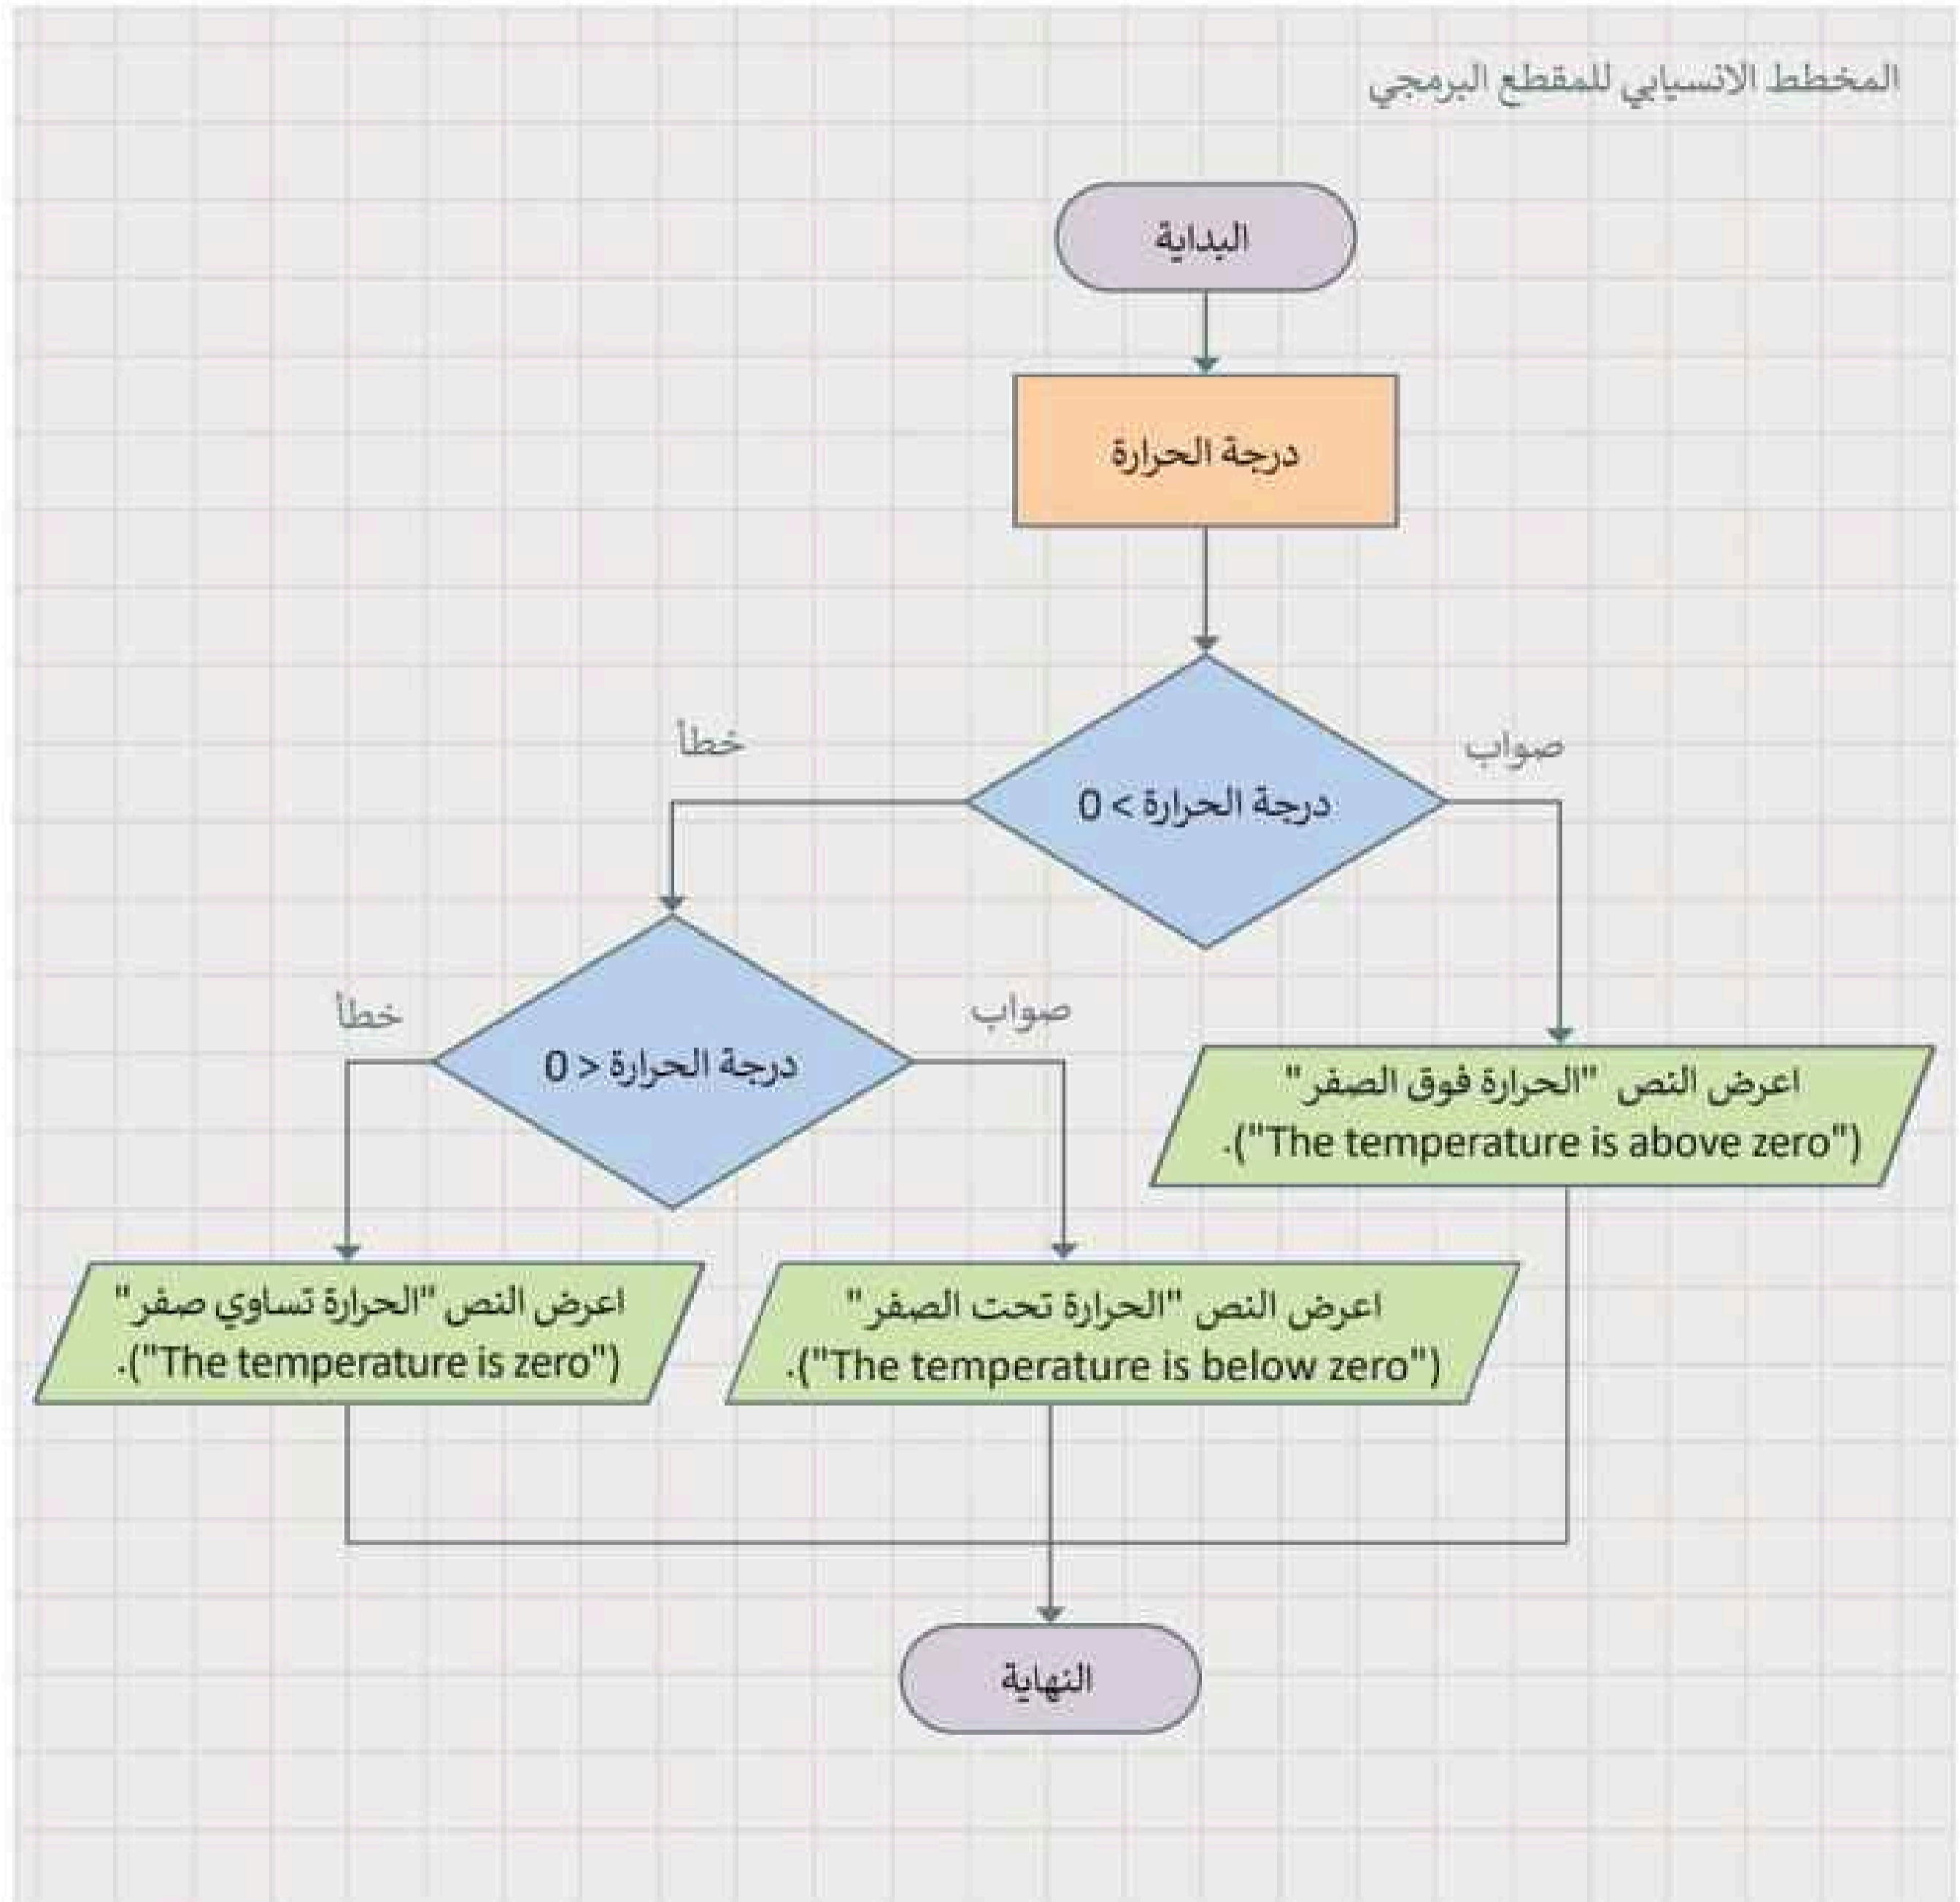 المخطط الانسيابي للمقطع البرمجي
البداية
درجة الحرارة
صواب
خطأ
درجة الحرارة > 0
صواب
خطأ
درجة الحرارة < 0
اعرض النص "الحرارة فوق الصفر"
("The temperature is above zero").
اعرض النص "الحرارة تحت الصفر"
("The temperature is below zero").
اعرض النص "الحرارة تساوي صفر"
("The temperature is zero").
النهاية